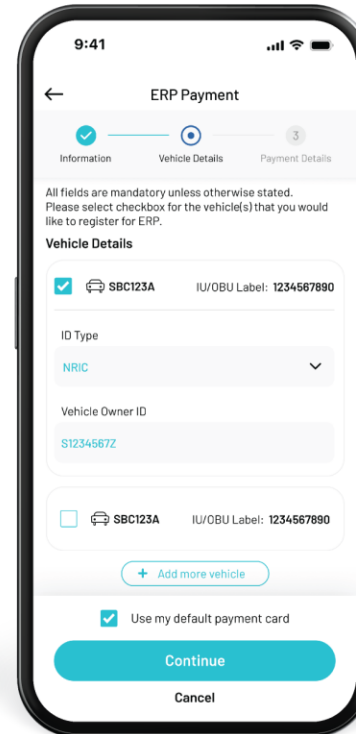 9:41
ERP Payment
3
Information Vehicle Details Payment Details
All fields are mandatory unless otherwise stated.
Please select checkbox for the vehicle(s) that you would
like to register for ERP.
Vehicle Details
SBC123A IU/OBU Label: 1234567890
ID Type
NRIC
Vehicle Owner ID
S1234567Z
SBC123A IU/OBU Label: 1234567890
+ Add more vehicle
Use my default payment card
Continue
Cancel